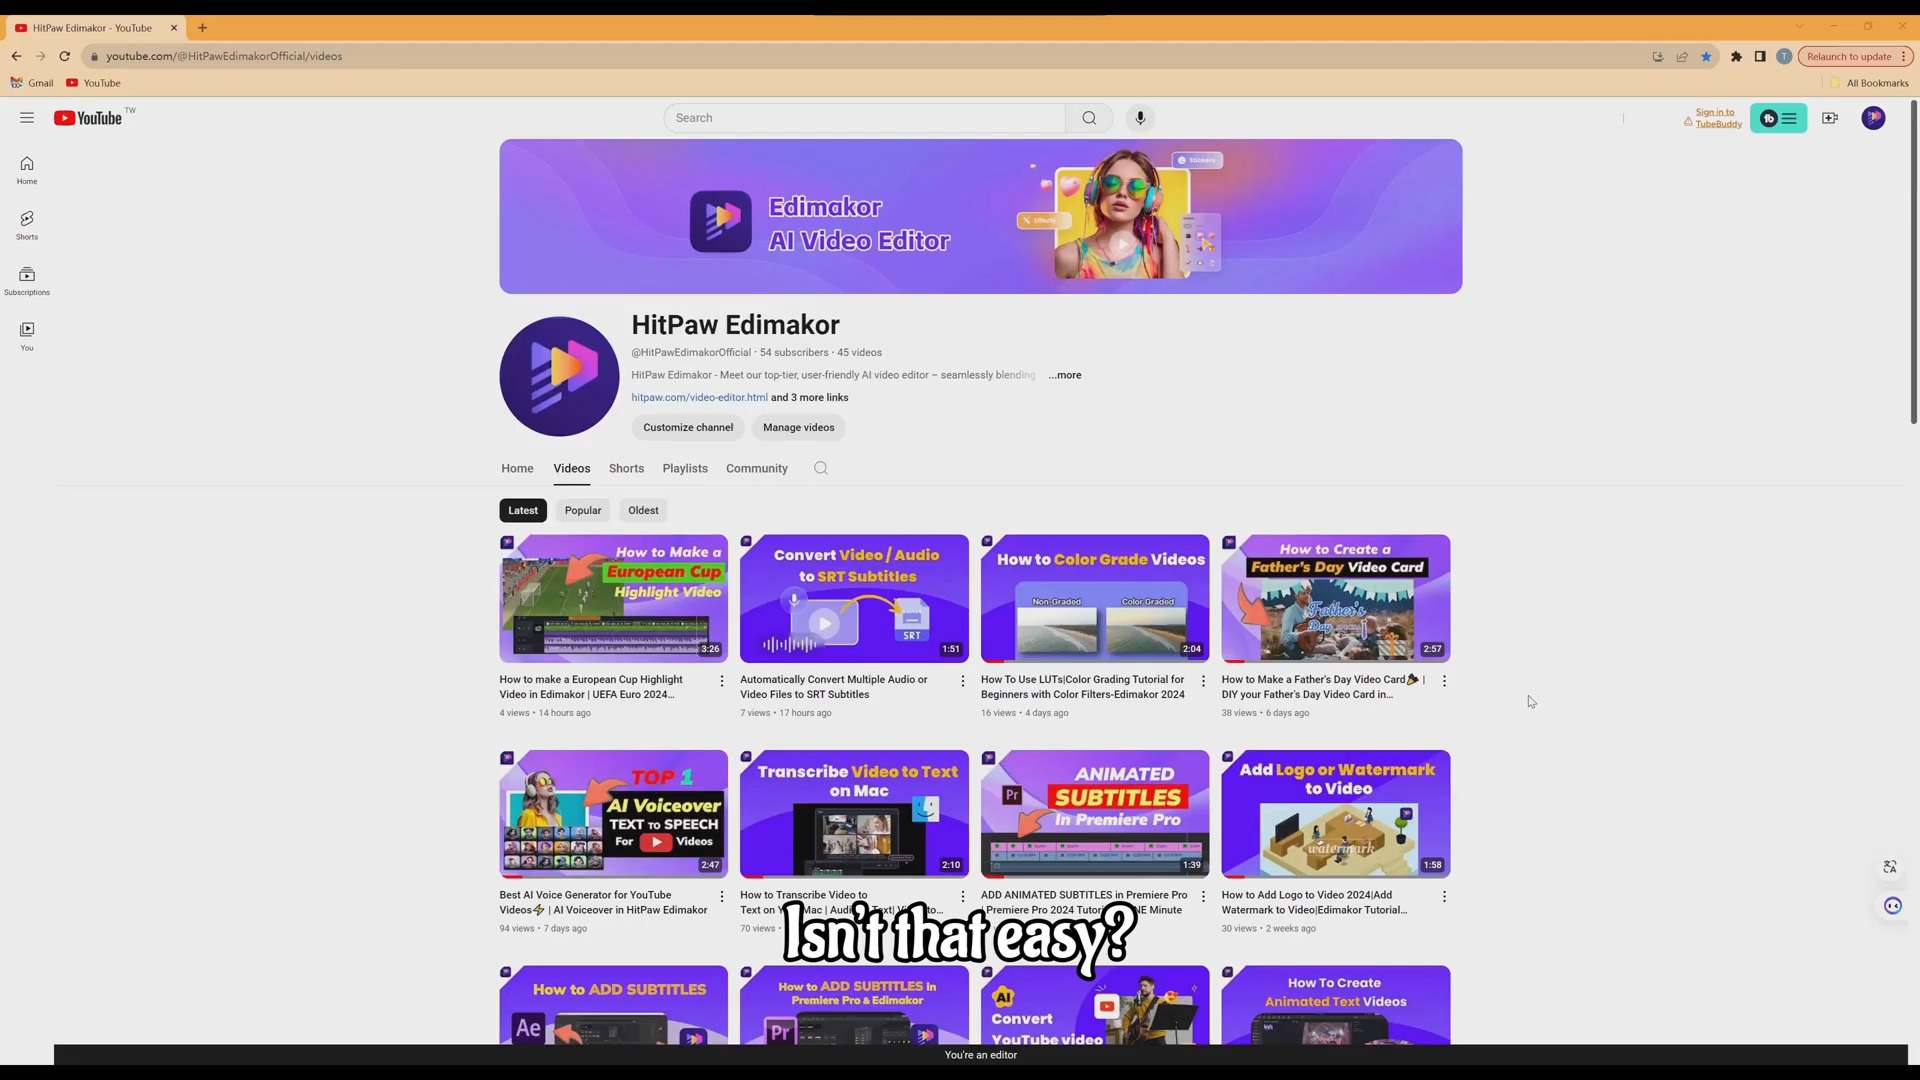 HitPaw Edimakor - YouTube
youtube.com/@HitPawEdimakorOfficial/videos
Relaunch to update
Gmail
YouTube
All Bookmarks
YouTube TW
Search
Sign in to
TubeBuddy
tb
Home
Shorts
Subscriptions
You
Stickers
Effects
Edimakor
AI Video Editor
HitPaw Edimakor
@HitPawEdimakorOfficial · 54 subscribers · 45 videos
HitPaw Edimakor - Meet our top-tier, user-friendly AI video editor – seamlessly blending ...more
hitpaw.com/video-editor.html and 3 more links
Customize channel
Manage videos
Home
Videos
Shorts
Playlists
Community
Latest
Popular
Oldest
How to Make a
European Cup
Highlight Video
3:26
How to make a European Cup Highlight
Video in Edimakor | UEFA Euro 2024...
4 views • 14 hours ago
Convert Video / Audio
to SRT Subtitles
SRT
1:51
Automatically Convert Multiple Audio or
Video Files to SRT Subtitles
7 views • 17 hours ago
How to Color Grade Videos
Non-Graded
Color Graded
2:04
How To Use LUTs|Color Grading Tutorial for
Beginners with Color Filters-Edimakor 2024
16 views • 4 days ago
How to Create a
Father's Day Video Card
Father's
Day SPECIAL
2:57
How to Make a Father's Day Video Card🎉 |
DIY your Father's Day Video Card in...
38 views • 6 days ago
TOP 1
AI Voiceover
TEXT to SPEECH
For Videos
2:47
Best AI Voice Generator for YouTube
Videos⚡ | AI Voiceover in HitPaw Edimakor
94 views • 7 days ago
Transcribe Video to Text
on Mac
2:10
How to Transcribe Video to
Text on
70 views •
ANIMATED
Pr
SUBTITLES
In Premiere Pro
1:39
ADD ANIMATED SUBTITLES in Premiere Pro
| Premiere Pro 2024
Minute
Add Logo or Watermark
to Video
watermark
1:58
How to Add Logo to Video 2024|Add
Watermark to Video|Edimakor Tutorial...
30 views • 2 weeks ago
Isn't that easy?
How to ADD SUBTITLES
Ae
How to ADD SUBTITLES in
Premiere Pro & Edimakor
Pr
AI
Convert
YouTube video
How To Create
Animated Text Videos
You're an editor